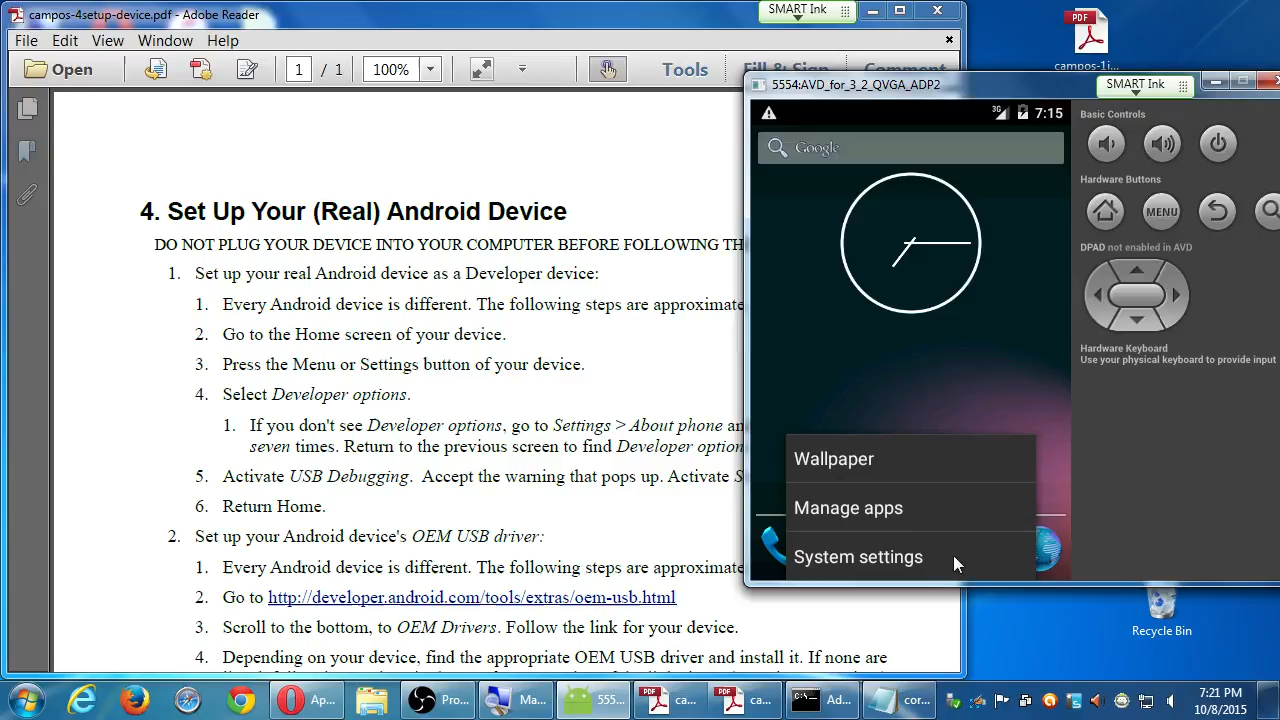 campos-4setup-device.pdf - Adobe Reader
SMART Ink
File Edit View Window Help
Open
1 / 1
100%
Tools
Fill & Sign
Comment
4. Set Up Your (Real) Android Device
DO NOT PLUG YOUR DEVICE INTO YOUR COMPUTER BEFORE FOLLOWING TH
1. Set up your real Android device as a Developer device:
1. Every Android device is different. The following steps are approximate
2. Go to the Home screen of your device.
3. Press the Menu or Settings button of your device.
4. Select Developer options.
1. If you don't see Developer options, go to Settings > About phone an
seven times. Return to the previous screen to find Developer option
5. Activate USB Debugging. Accept the warning that pops up. Activate S
6. Return Home.
2. Set up your Android device's OEM USB driver:
1. Every Android device is different. The following steps are approximate
2. Go to http://developer.android.com/tools/extras/oem-usb.html
3. Scroll to the bottom, to OEM Drivers. Follow the link for your device.
4. Depending on your device, find the appropriate OEM USB driver and install it. If none are
PDF
campos-1i...
5554:AVD_for_3_2_QVGA_ADP2
SMART Ink
3G 7:15
Google
Wallpaper
Manage apps
System settings
Basic Controls
Hardware Buttons
MENU
DPAD not enabled in AVD
Hardware Keyboard
Use your physical keyboard to provide input
Recycle Bin
Ap...
Pro...
Ma...
555...
PDF
ca...
PDF
ca...
Ad...
cor...
7:21 PM
10/8/2015